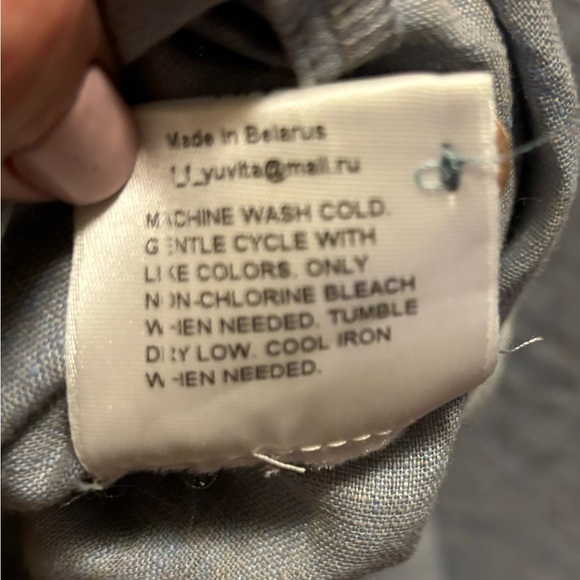 Made in Belarus
t_f_yuvita@mail.ru
MACHINE WASH COLD.
GENTLE CYCLE WITH
LIKE COLORS. ONLY
NON-CHLORINE BLEACH
WHEN NEEDED. TUMBLE
DRY LOW. COOL IRON
WHEN NEEDED.